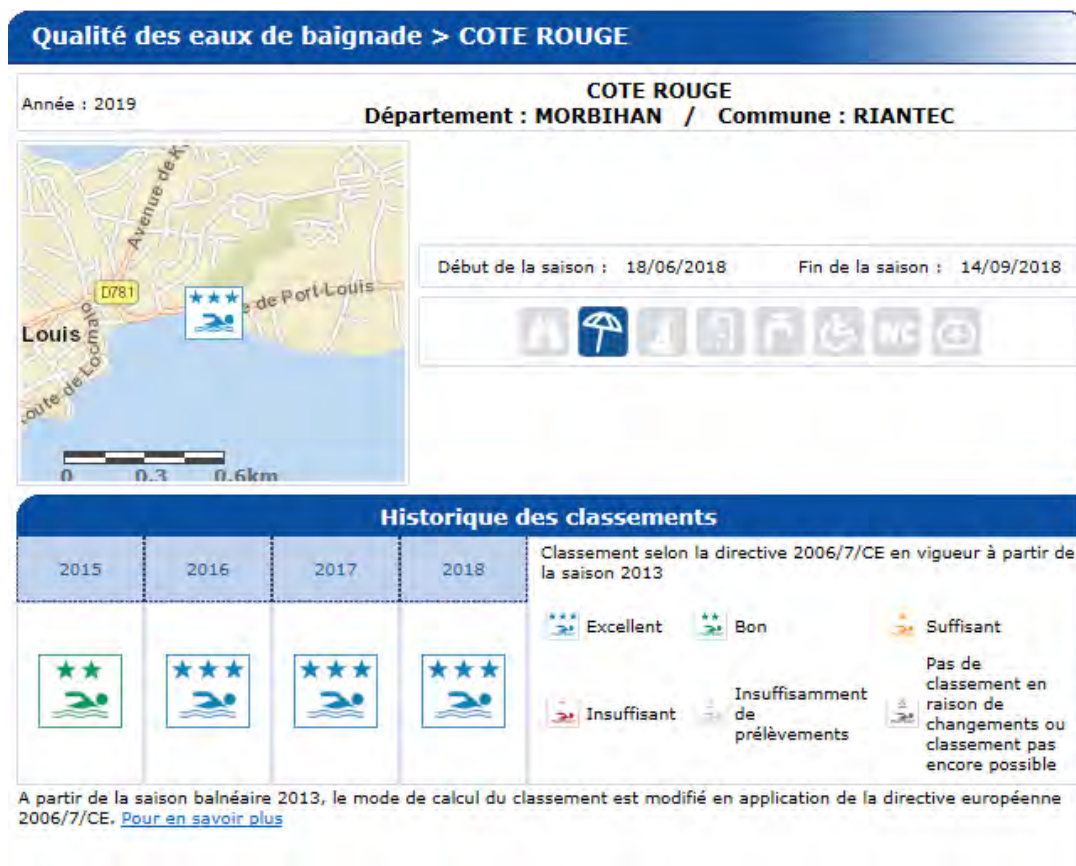 Qualité des eaux de baignade > COTE ROUGE
Année : 2019
COTE ROUGE
Département : MORBIHAN / Commune : RIANTEC
Avenue de K
D781
e de Port-Louis
Louis
oute de Locmalo
0 0.3 0.6km
Début de la saison : 18/06/2018 Fin de la saison : 14/09/2018
WC
Historique des classements
2015 2016 2017 2018
Classement selon la directive 2006/7/CE en vigueur à partir de
la saison 2013
Excellent Bon Suffisant
Insuffisant
Insuffisamment
de
prélèvements
Pas de
classement en
raison de
changements ou
classement pas
encore possible
A partir de la saison balnéaire 2013, le mode de calcul du classement est modifié en application de la directive européenne
2006/7/CE. Pour en savoir plus